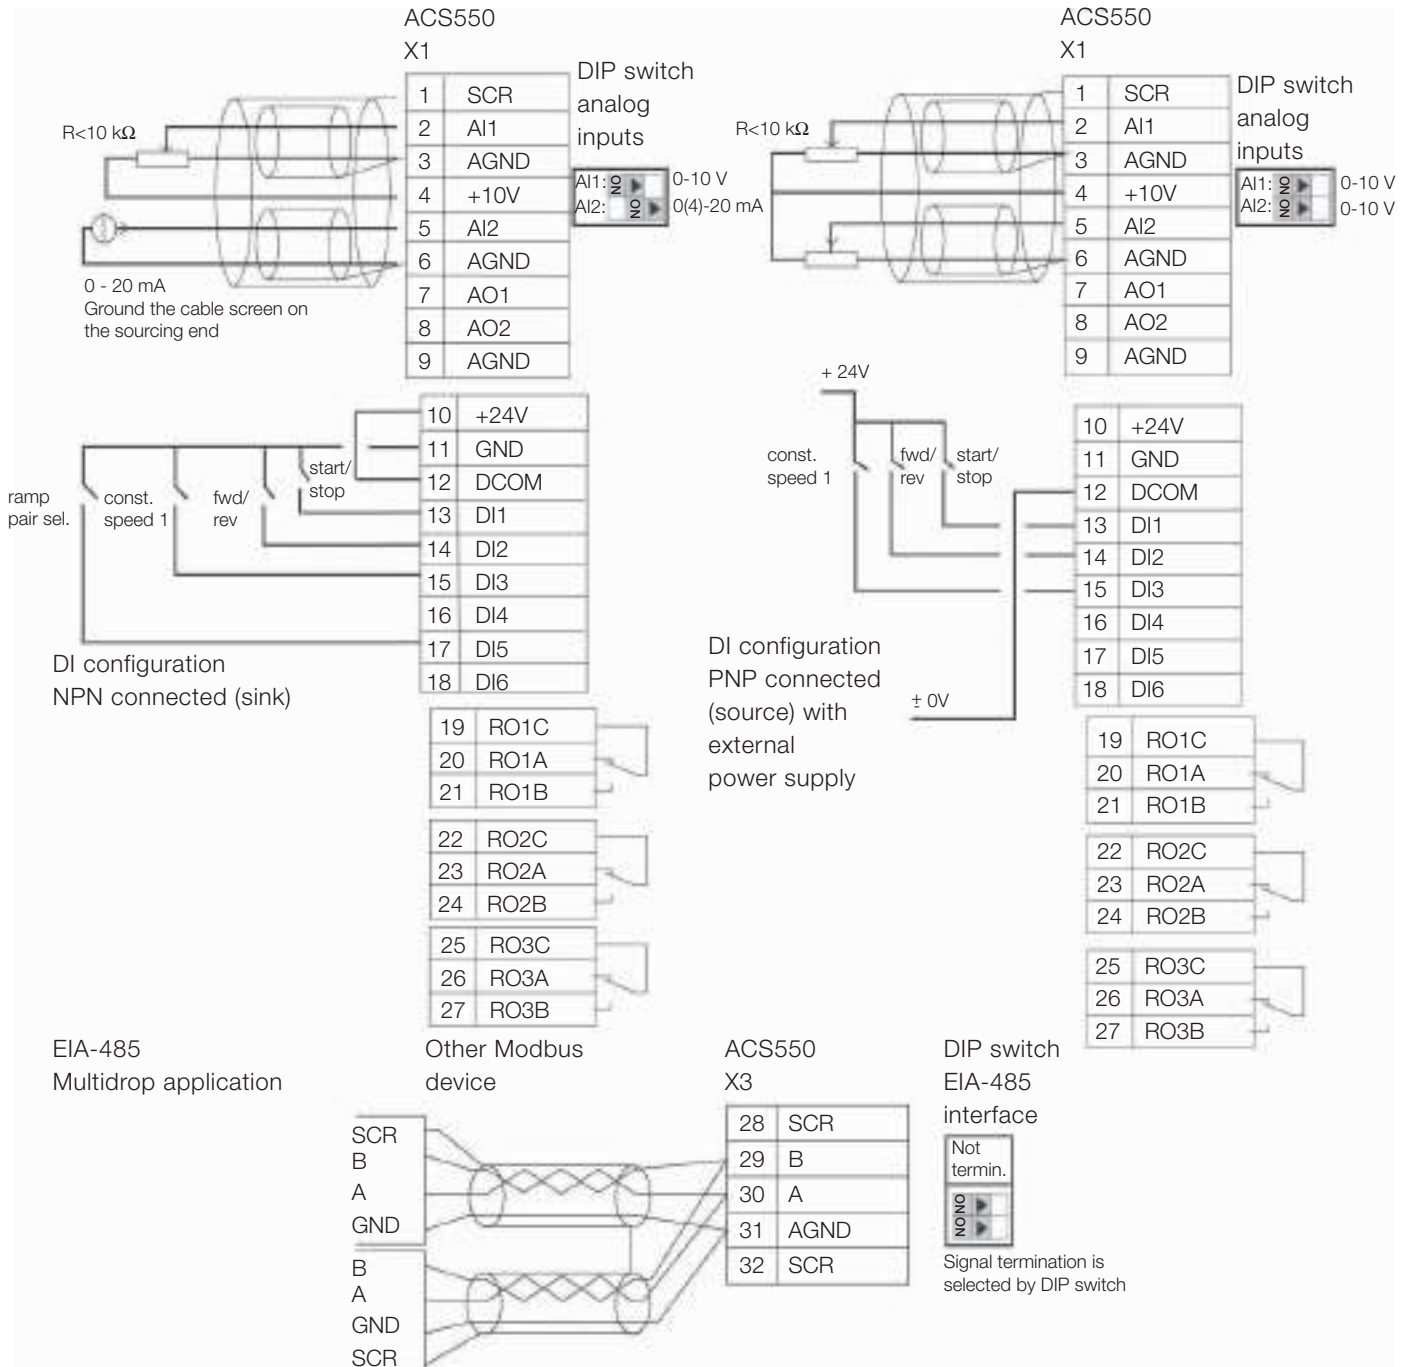 ACS550
X1
DIP switch
analog
inputs
R<10 kΩ
1 SCR
2 AI1
3 AGND
4 +10V
5 AI2
6 AGND
7 AO1
8 AO2
9 AGND
AI1: ON 0-10 V
AI2: ON 0(4)-20 mA
0 - 20 mA
Ground the cable screen on
the sourcing end
10 +24V
11 GND
12 DCOM
13 DI1
14 DI2
15 DI3
16 DI4
17 DI5
18 DI6
ramp
pair sel.
const.
speed 1
fwd/
rev
start/
stop
DI configuration
NPN connected (sink)
19 RO1C
20 RO1A
21 RO1B
22 RO2C
23 RO2A
24 RO2B
25 RO3C
26 RO3A
27 RO3B
ACS550
X1
DIP switch
analog
inputs
R<10 kΩ
1 SCR
2 AI1
3 AGND
4 +10V
5 AI2
6 AGND
7 AO1
8 AO2
9 AGND
AI1: ON 0-10 V
AI2: ON 0-10 V
+ 24V
const.
speed 1
fwd/
rev
start/
stop
10 +24V
11 GND
12 DCOM
13 DI1
14 DI2
15 DI3
16 DI4
17 DI5
18 DI6
± 0V
DI configuration
PNP connected
(source) with
external
power supply
19 RO1C
20 RO1A
21 RO1B
22 RO2C
23 RO2A
24 RO2B
25 RO3C
26 RO3A
27 RO3B
EIA-485
Multidrop application
Other Modbus
device
SCR
B
A
GND
B
A
GND
SCR
ACS550
X3
28 SCR
29 B
30 A
31 AGND
32 SCR
DIP switch
EIA-485
interface
Not
termin.
ON
ON
Signal termination is
selected by DIP switch